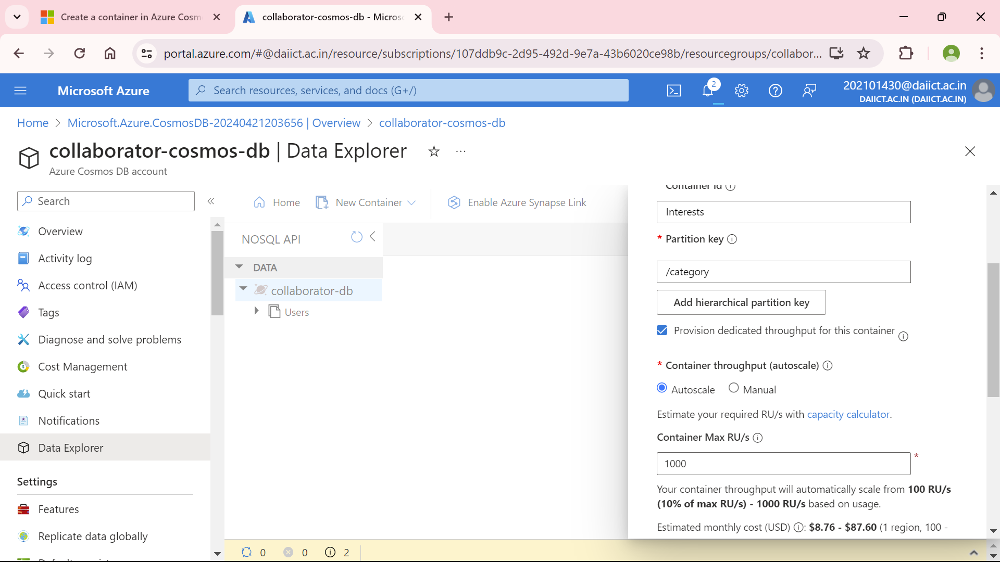 Create a container in Azure Cosm
collaborator-cosmos-db - Micros
portal.azure.com/#@daiict.ac.in/resource/subscriptions/107ddb9c-2d95-492d-9e7a-43b6020ce98b/resourcegroups/collabor...
Microsoft Azure
Search resources, services, and docs (G+/)
2
202101430@daiict.ac.in
DAIICT.AC.IN (DAIICT.AC.IN)
Home > Microsoft.Azure.CosmosDB-20240421203656 | Overview > collaborator-cosmos-db
collaborator-cosmos-db | Data Explorer
Azure Cosmos DB account
Search
Overview
Activity log
Access control (IAM)
Tags
Diagnose and solve problems
Cost Management
Quick start
Notifications
Data Explorer
Settings
Features
Replicate data globally
Home
New Container
Enable Azure Synapse Link
NOSQL API
DATA
collaborator-db
Users
Container id
Interests
* Partition key
/category
Add hierarchical partition key
Provision dedicated throughput for this container
* Container throughput (autoscale)
Autoscale Manual
Estimate your required RU/s with capacity calculator.
Container Max RU/s
1000 *
Your container throughput will automatically scale from 100 RU/s
(10% of max RU/s) - 1000 RU/s based on usage.
Estimated monthly cost (USD) : $8.76 - $87.60 (1 region, 100 -
0 0 2